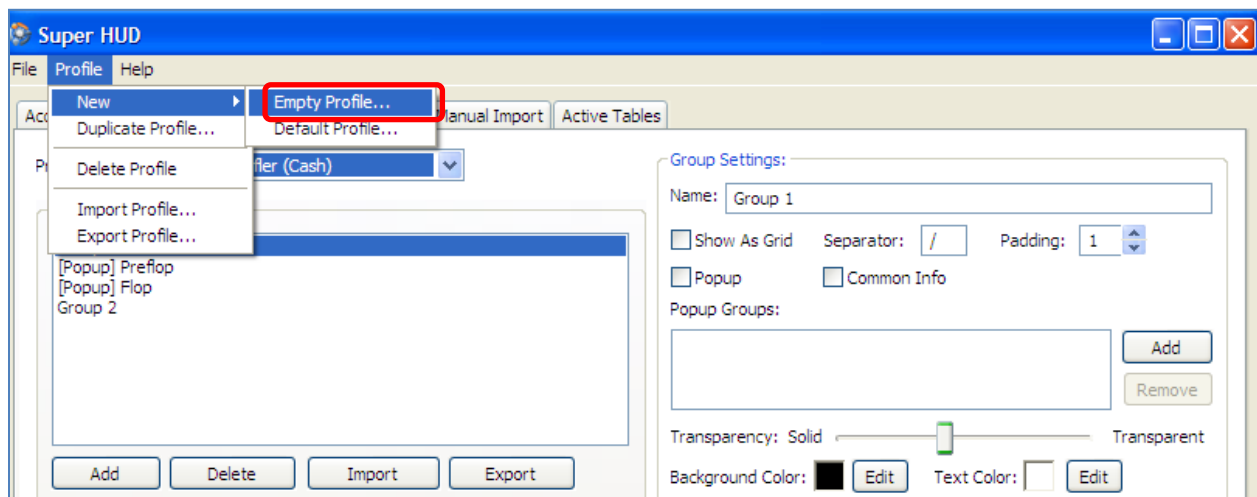 Super HUD
File Profile Help
New Empty Profile...
Manual Import Active Tables
Duplicate Profile... Default Profile...
Delete Profile
(Cash)
Import Profile...
Export Profile...
[Popup] Preflop
[Popup] Flop
Group 2
Add Delete Import Export
Group Settings:
Name: Group 1
Show As Grid Separator: / Padding: 1
Popup Common Info
Popup Groups:
Add
Remove
Transparency: Solid Transparent
Background Color: Edit Text Color: Edit